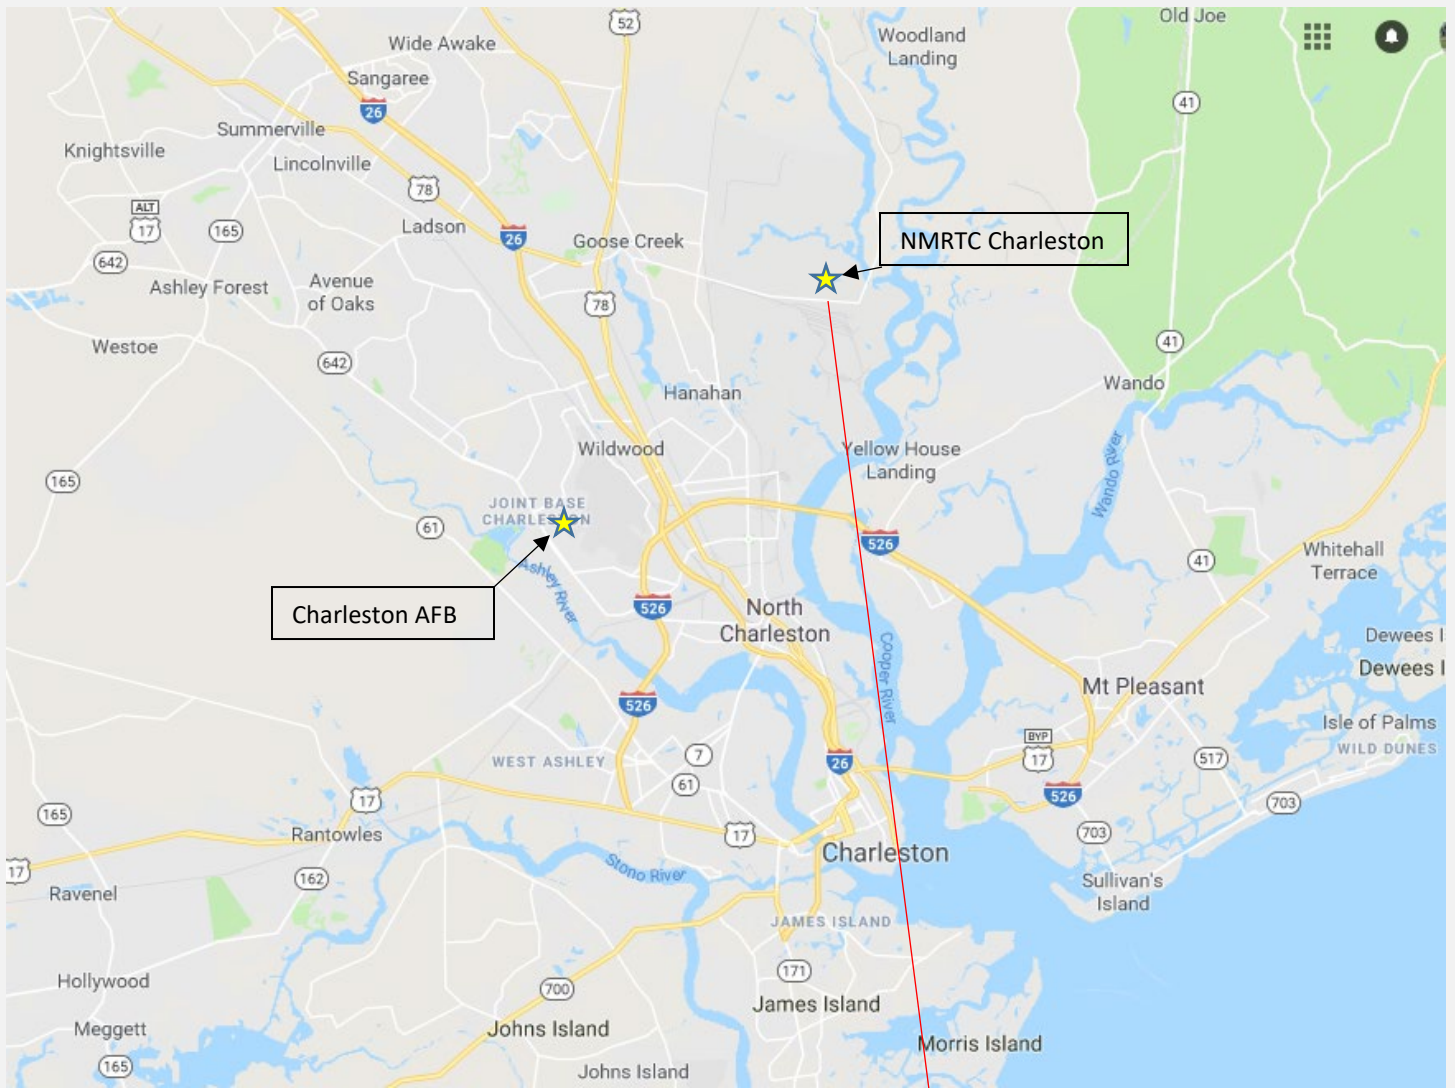 Old Joe
52
Woodland
Landing
Wide Awake
Sangaree
26
41
Summerville
Knightsville
Lincolnville
78
ALT
17
165
Ladson
26
Goose Creek
NMRTC Charleston
642
Ashley Forest
Avenue
of Oaks
78
Westoe
642
41
Wando
Hanahan
Wildwood
Yellow House
Landing
Wando River
165
JOINT BASE
CHARLESTON
61
526
Whitehall
Terrace
41
Ashley River
Charleston AFB
526
North
Charleston
Cooper River
Dewees I
Dewees I
Mt Pleasant
526
Isle of Palms
WILD DUNES
BYP
17
517
7
26
WEST ASHLEY
61
526
703
17
165
Rantowles
17
703
Charleston
17
Stono River
162
Ravenel
Sullivan's
Island
JAMES ISLAND
171
Hollywood
700
James Island
Meggett
Johns Island
Morris Island
165
Johns Island